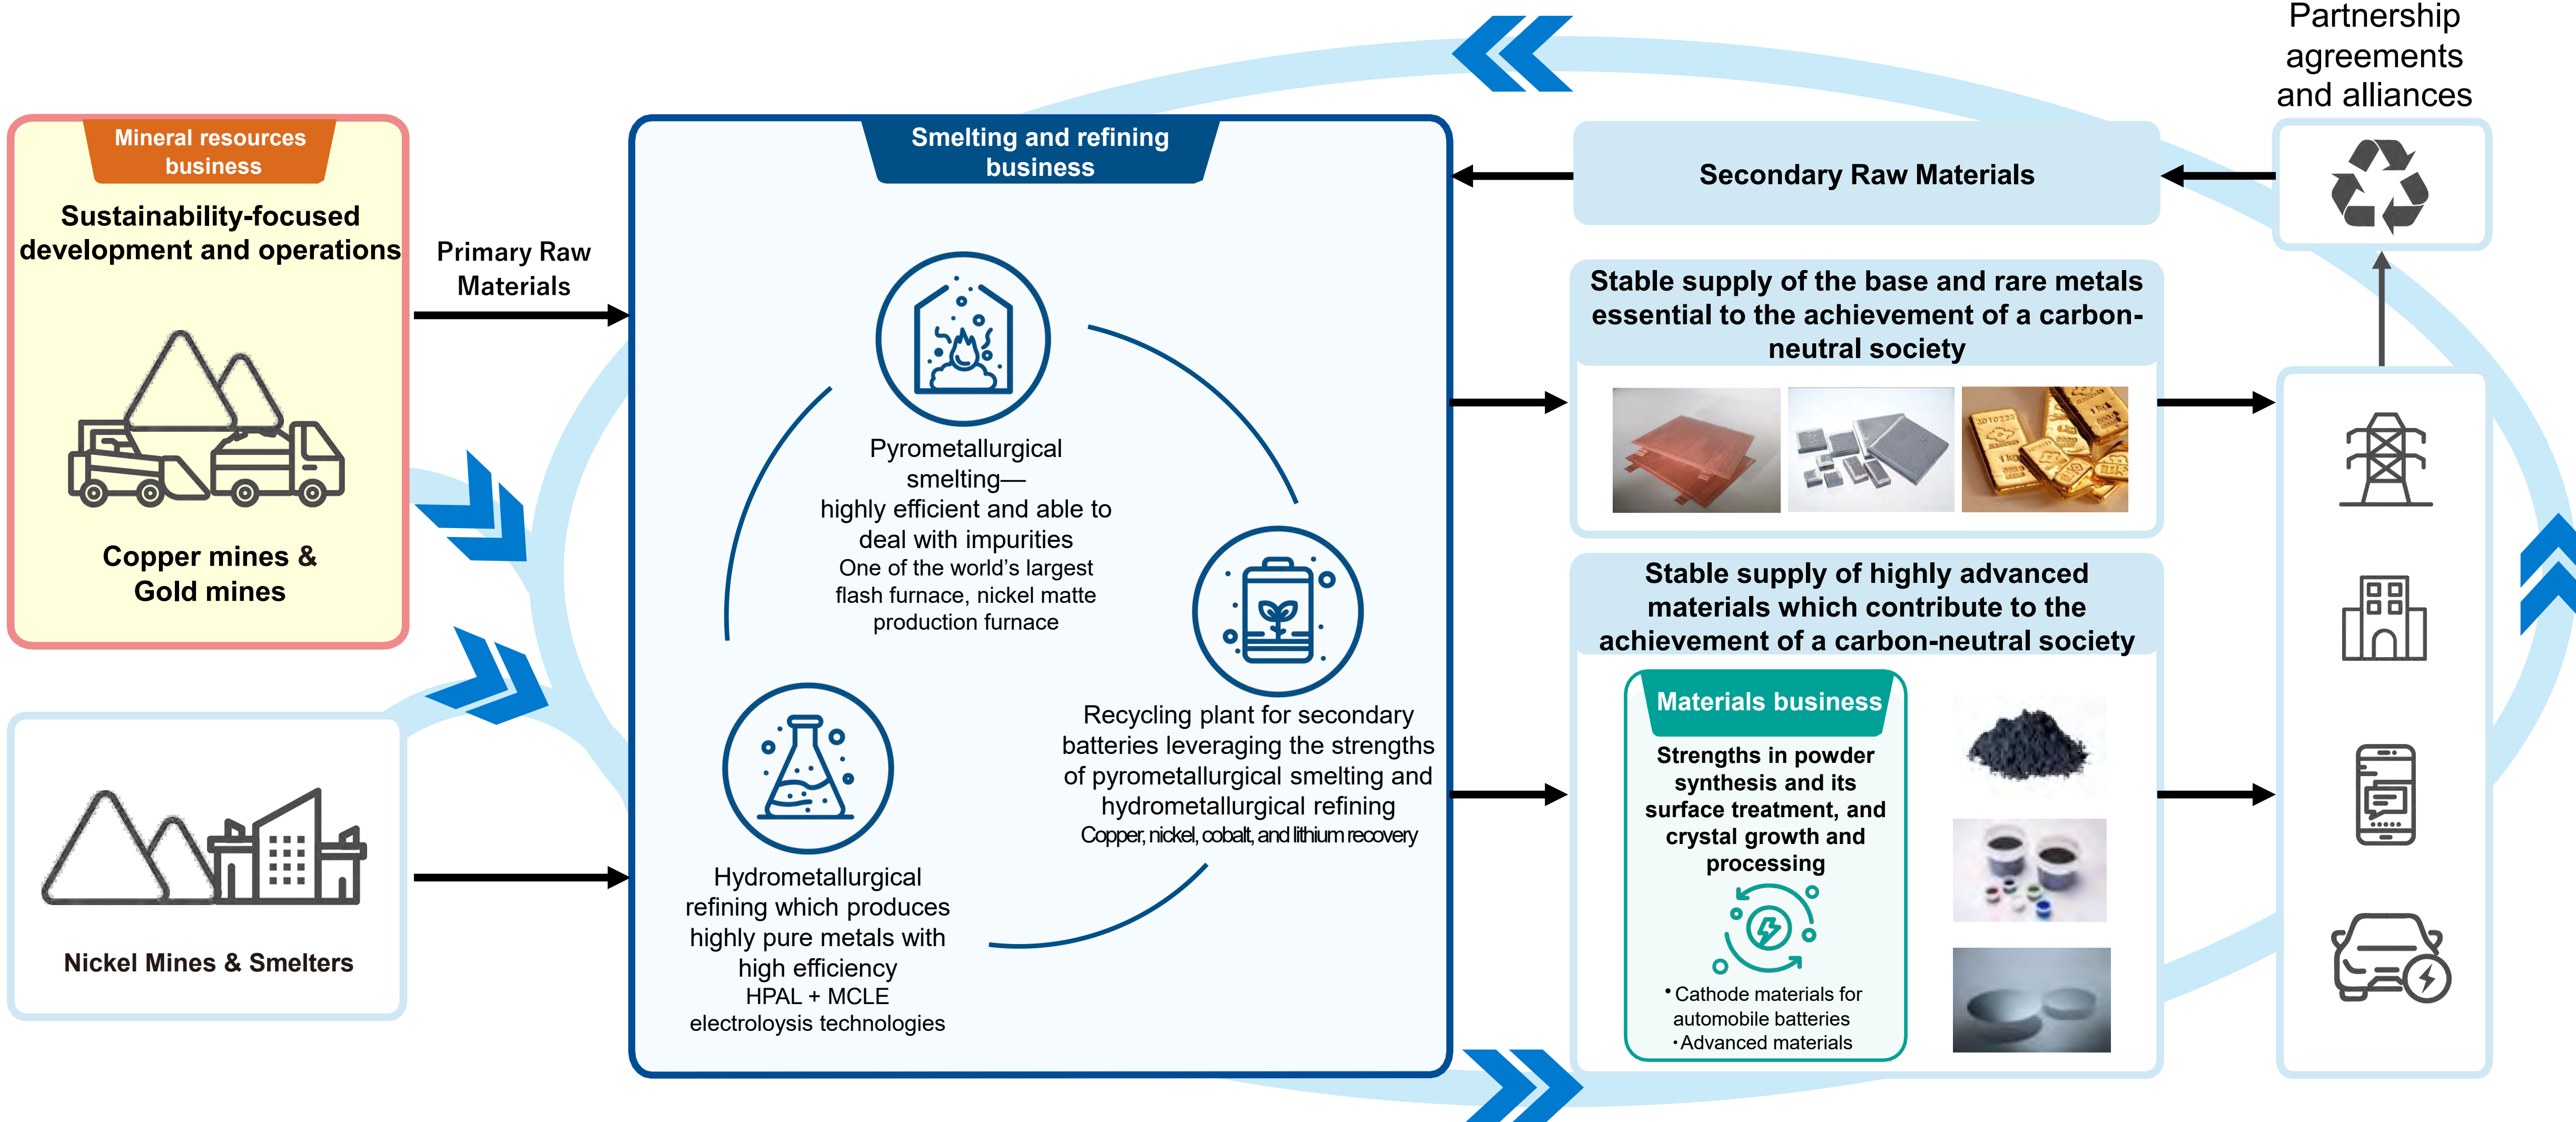 Partnership
agreements
and alliances
Mineral resources
business
Sustainability-focused
development and operations
Copper mines &
Gold mines
Primary Raw
Materials
Nickel Mines & Smelters
Smelting and refining
business
Pyrometallurgical
smelting—
highly efficient and able to
deal with impurities
One of the world's largest
flash furnace, nickel matte
production furnace
Recycling plant for secondary
batteries leveraging the strengths
of pyrometallurgical smelting and
hydrometallurgical refining
Copper, nickel, cobalt, and lithium recovery
Hydrometallurgical
refining which produces
highly pure metals with
high efficiency
HPAL + MCLE
electroloysis technologies
Secondary Raw Materials
Stable supply of the base and rare metals
essential to the achievement of a carbon-
neutral society
Stable supply of highly advanced
materials which contribute to the
achievement of a carbon-neutral society
Materials business
Strengths in powder
synthesis and its
surface treatment, and
crystal growth and
processing
• Cathode materials for
automobile batteries
・Advanced materials